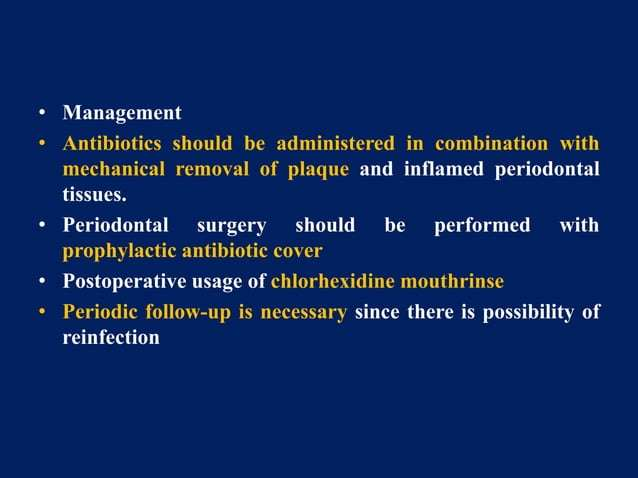 • Management
• Antibiotics should be administered in combination with
mechanical removal of plaque and inflamed periodontal
tissues.
• Periodontal surgery should be performed with
prophylactic antibiotic cover
• Postoperative usage of chlorhexidine mouthrinse
• Periodic follow-up is necessary since there is possibility of
reinfection